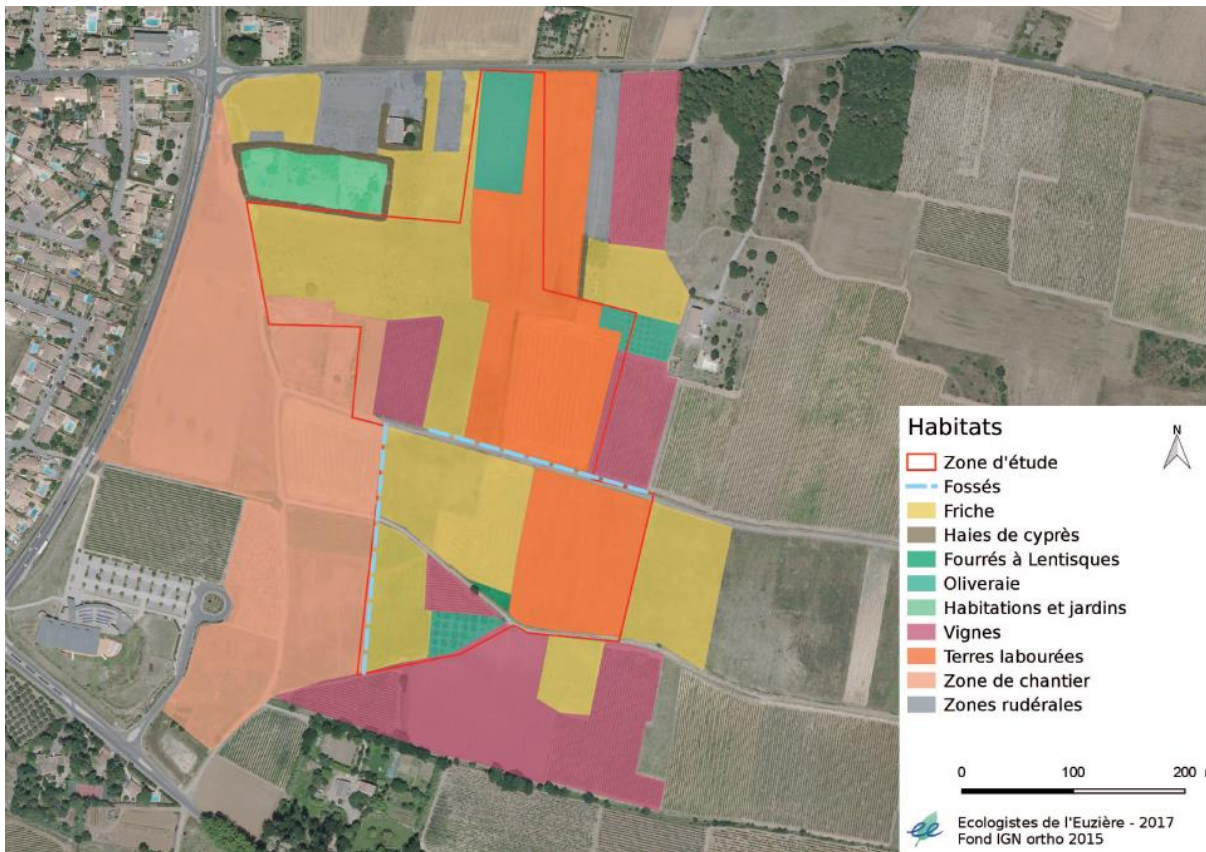 Habitats
N
Zone d'étude
Fossés
Friche
Haies de cyprès
Fourrés à Lentisques
Oliveraie
Habitations et jardins
Vignes
Terres labourées
Zone de chantier
Zones rudérales
0 100 200
ee
Ecologistes de l'Euzière - 2017
Fond IGN ortho 2015